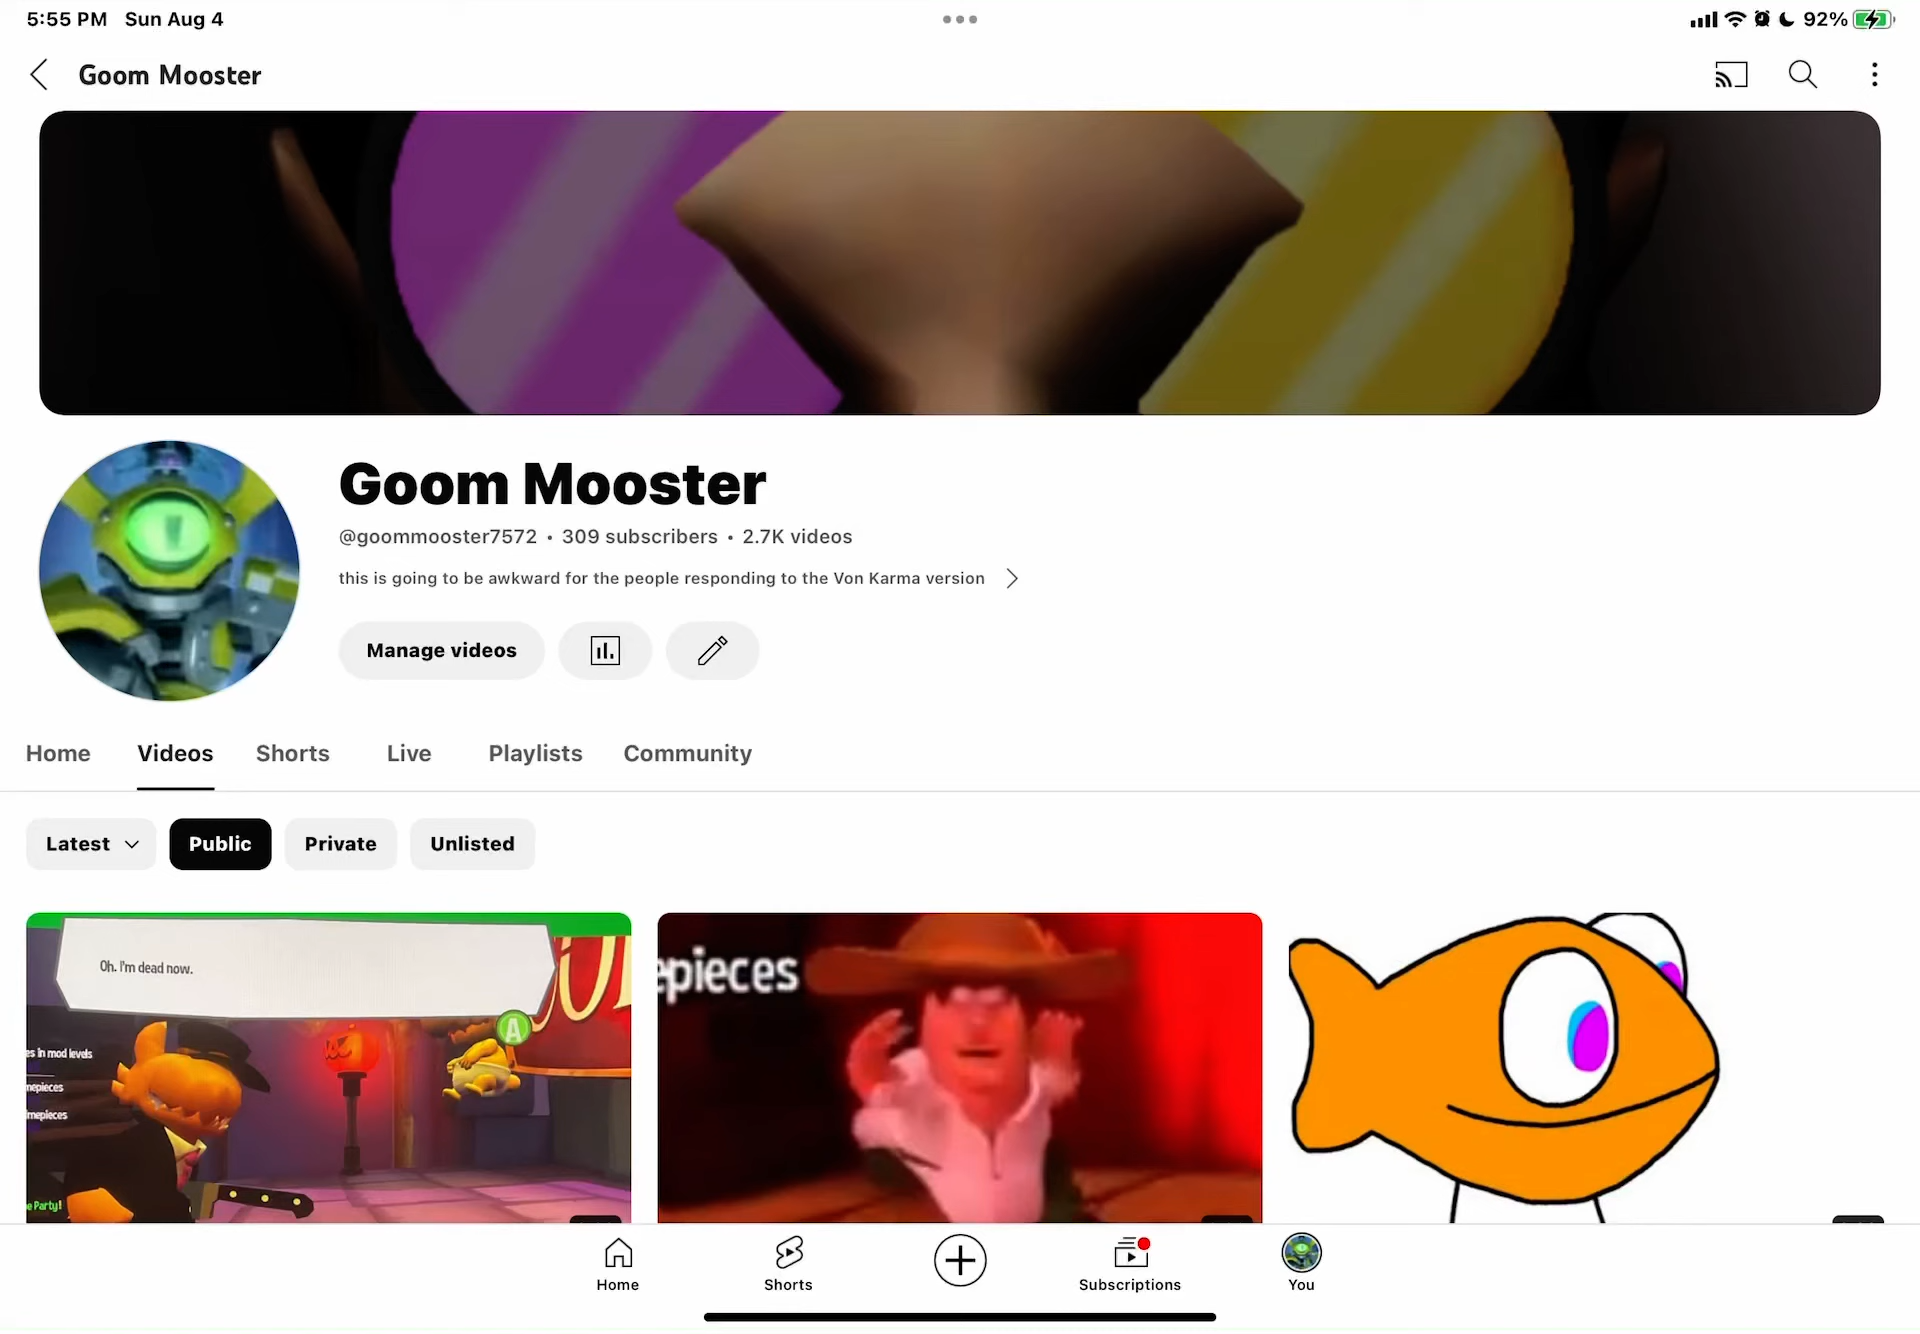 5:55 PM Sun Aug 4
92%
Goom Mooster
Goom Mooster
@goommooster7572 • 309 subscribers • 2.7K videos
this is going to be awkward for the people responding to the Von Karma version
Manage videos
Home Videos Shorts Live Playlists Community
Latest Public Private Unlisted
Oh. I'm dead now.
A
es in mod levels
mepieces
mepieces
e Party!
epieces
Home Shorts Subscriptions You